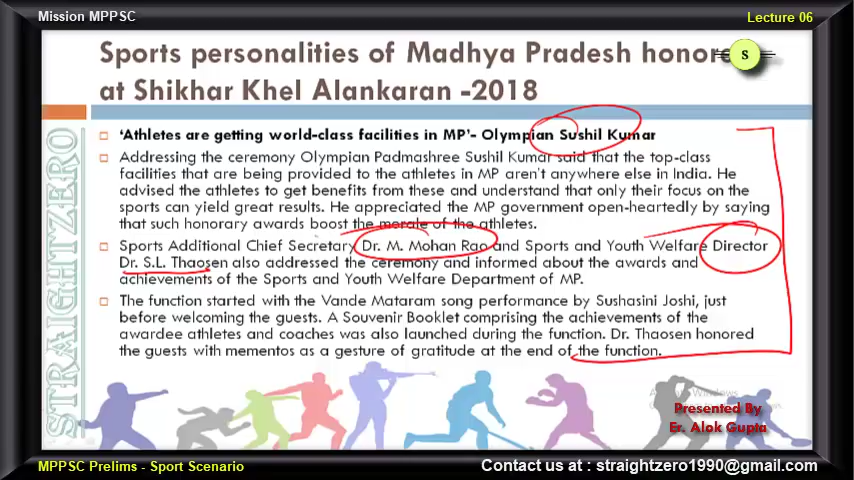 Mission MPPSC
Lecture 06
Sports personalities of Madhya Pradesh honore
S
at Shikhar Khel Alankaran -2018
'Athletes are getting world-class facilities in MP'- Olympian Sushil Kumar
Addressing the ceremony Olympian Padmashree Sushil Kumar said that the top-class
facilities that are being provided to the athletes in MP aren't anywhere else in India. He
advised the athletes to get benefits from these and understand that only their focus on the
sports can yield great results. He appreciated the MP government open-heartedly by saying
that such honorary awards boost the morale of the athletes.
Sports Additional Chief Secretary Dr. M. Mohan Rao and Sports and Youth Welfare Director
Dr. S.L. Thaosen also addressed the ceremony and informed about the awards and
achievements of the Sports and Youth Welfare Department of MP.
The function started with the Vande Mataram song performance by Sushasini Joshi, just
before welcoming the guests. A Souvenir Booklet comprising the achievements of the
awardee athletes and coaches was also launched during the function. Dr. Thaosen honored
the guests with mementos as a gesture of gratitude at the end of the function.
STRAIGHTZERO
Presented By
Er. Alok Gupta
MPPSC Prelims - Sport Scenario
Contact us at : straightzero1990@gmail.com